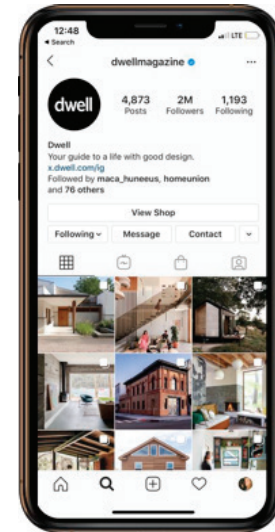 12:48
LTE
Search
dwellmagazine
dwell
4,873
Posts
2M
Followers
1,193
Following
Dwell
Your guide to a life with good design.
x.dwell.com/ig
Followed by maca_huneeus, homeunion
and 76 others
View Shop
Following
Message
Contact